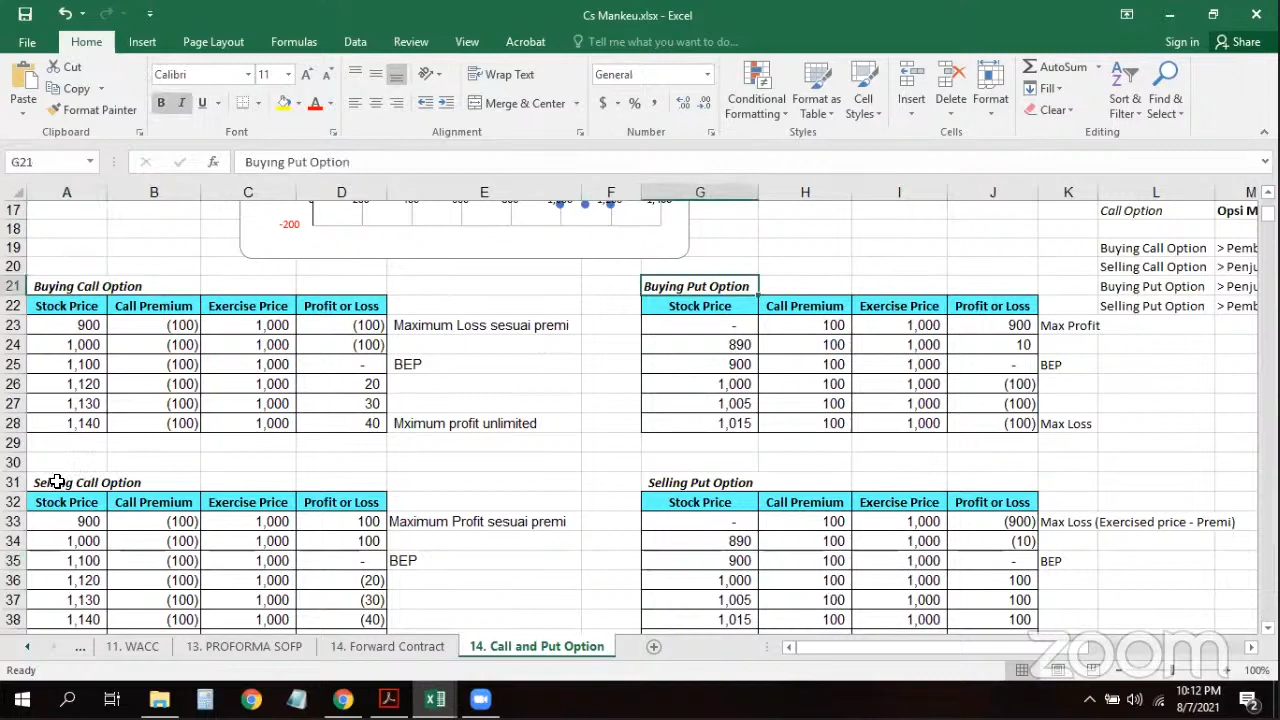 Cs Mankeu.xlsx - Excel
File Home Insert Page Layout Formulas Data Review View Acrobat Tell me what you want to do... Sign in Share
Paste Cut Copy Format Painter Clipboard
Calibri 11 B I U A Font
Wrap Text Merge & Center Alignment
General $ % , Number
Conditional Formatting Format as Table Cell Styles Styles
Insert Delete Format Cells
AutoSum Fill Clear Sort & Filter Find & Select Editing
G21 fx Buying Put Option
A B C D E F G H I J K L M
17 Call Option Opsi M
18 -200
19 Buying Call Option > Pemb
20 Selling Call Option > Penju
21 Buying Call Option Buying Put Option Buying Put Option > Penju
22 Stock Price Call Premium Exercise Price Profit or Loss Stock Price Call Premium Exercise Price Profit or Loss Selling Put Option > Pemb
23 900 (100) 1,000 (100) Maximum Loss sesuai premi - 100 1,000 900 Max Profit
24 1,000 (100) 1,000 (100) 890 100 1,000 10
25 1,100 (100) 1,000 - BEP 900 100 1,000 - BEP
26 1,120 (100) 1,000 20 1,000 100 1,000 (100)
27 1,130 (100) 1,000 30 1,005 100 1,000 (100)
28 1,140 (100) 1,000 40 Mximum profit unlimited 1,015 100 1,000 (100) Max Loss
29
30
31 Selling Call Option Selling Put Option
32 Stock Price Call Premium Exercise Price Profit or Loss Stock Price Call Premium Exercise Price Profit or Loss
33 900 (100) 1,000 100 Maximum Profit sesuai premi - 100 1,000 (900) Max Loss (Exercised price - Premi)
34 1,000 (100) 1,000 100 890 100 1,000 (10)
35 1,100 (100) 1,000 - BEP 900 100 1,000 - BEP
36 1,120 (100) 1,000 (20) 1,000 100 1,000 100
37 1,130 (100) 1,000 (30) 1,005 100 1,000 100
38 1,140 (100) 1,000 (40) 1,015 100 1,000 100
... 11. WACC 13. PROFORMA SOFP 14. Forward Contract 14. Call and Put Option
zoom
Ready 100%
10:12 PM
8/7/2021
2